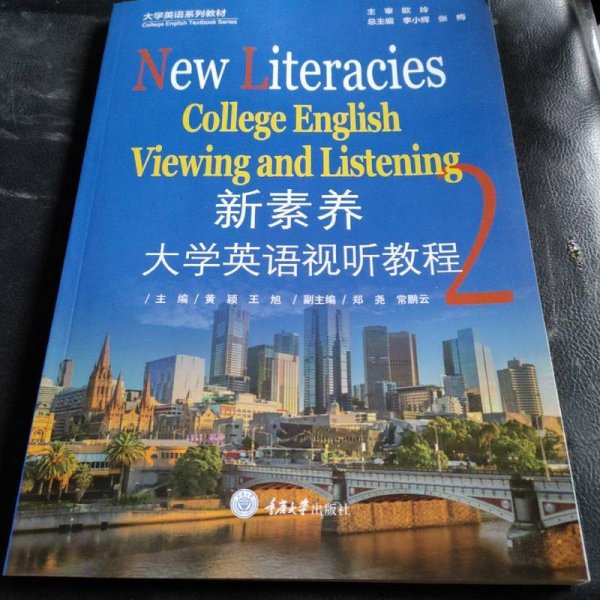 大学英语系列教材
College English Textbook Series
主 审 欧 玲
总主编 李小辉 张 梅
New Literacies
College English
Viewing and Listening
2
新素养
大学英语视听教程
/主 编/黄 颖 王 旭 /副主编/郑 尧 常鹏云
重庆大学出版社